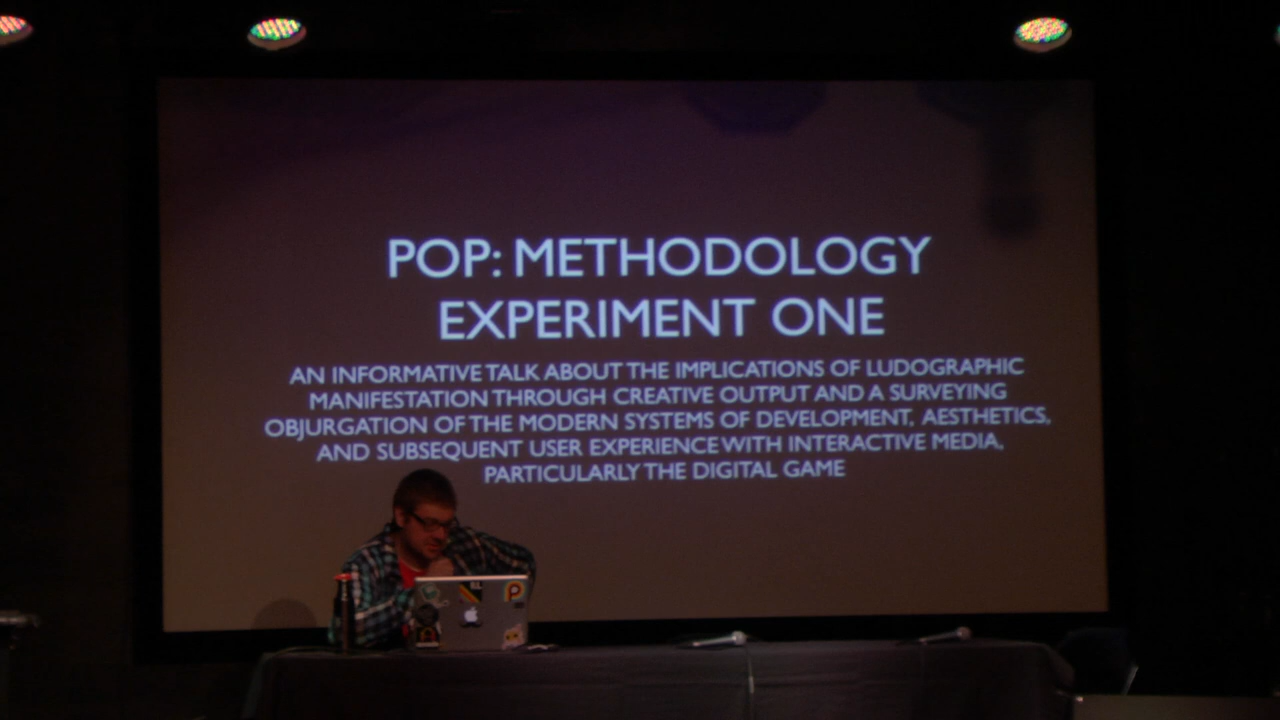 POP: METHODOLOGY
EXPERIMENT ONE
AN INFORMATIVE TALK ABOUT THE IMPLICATIONS OF LUDOGRAPHIC
MANIFESTATION THROUGH CREATIVE OUTPUT AND A SURVEYING
OBJURGATION OF THE MODERN SYSTEMS OF DEVELOPMENT, AESTHETICS,
AND SUBSEQUENT USER EXPERIENCE WITH INTERACTIVE MEDIA,
PARTICULARLY THE DIGITAL GAME
P